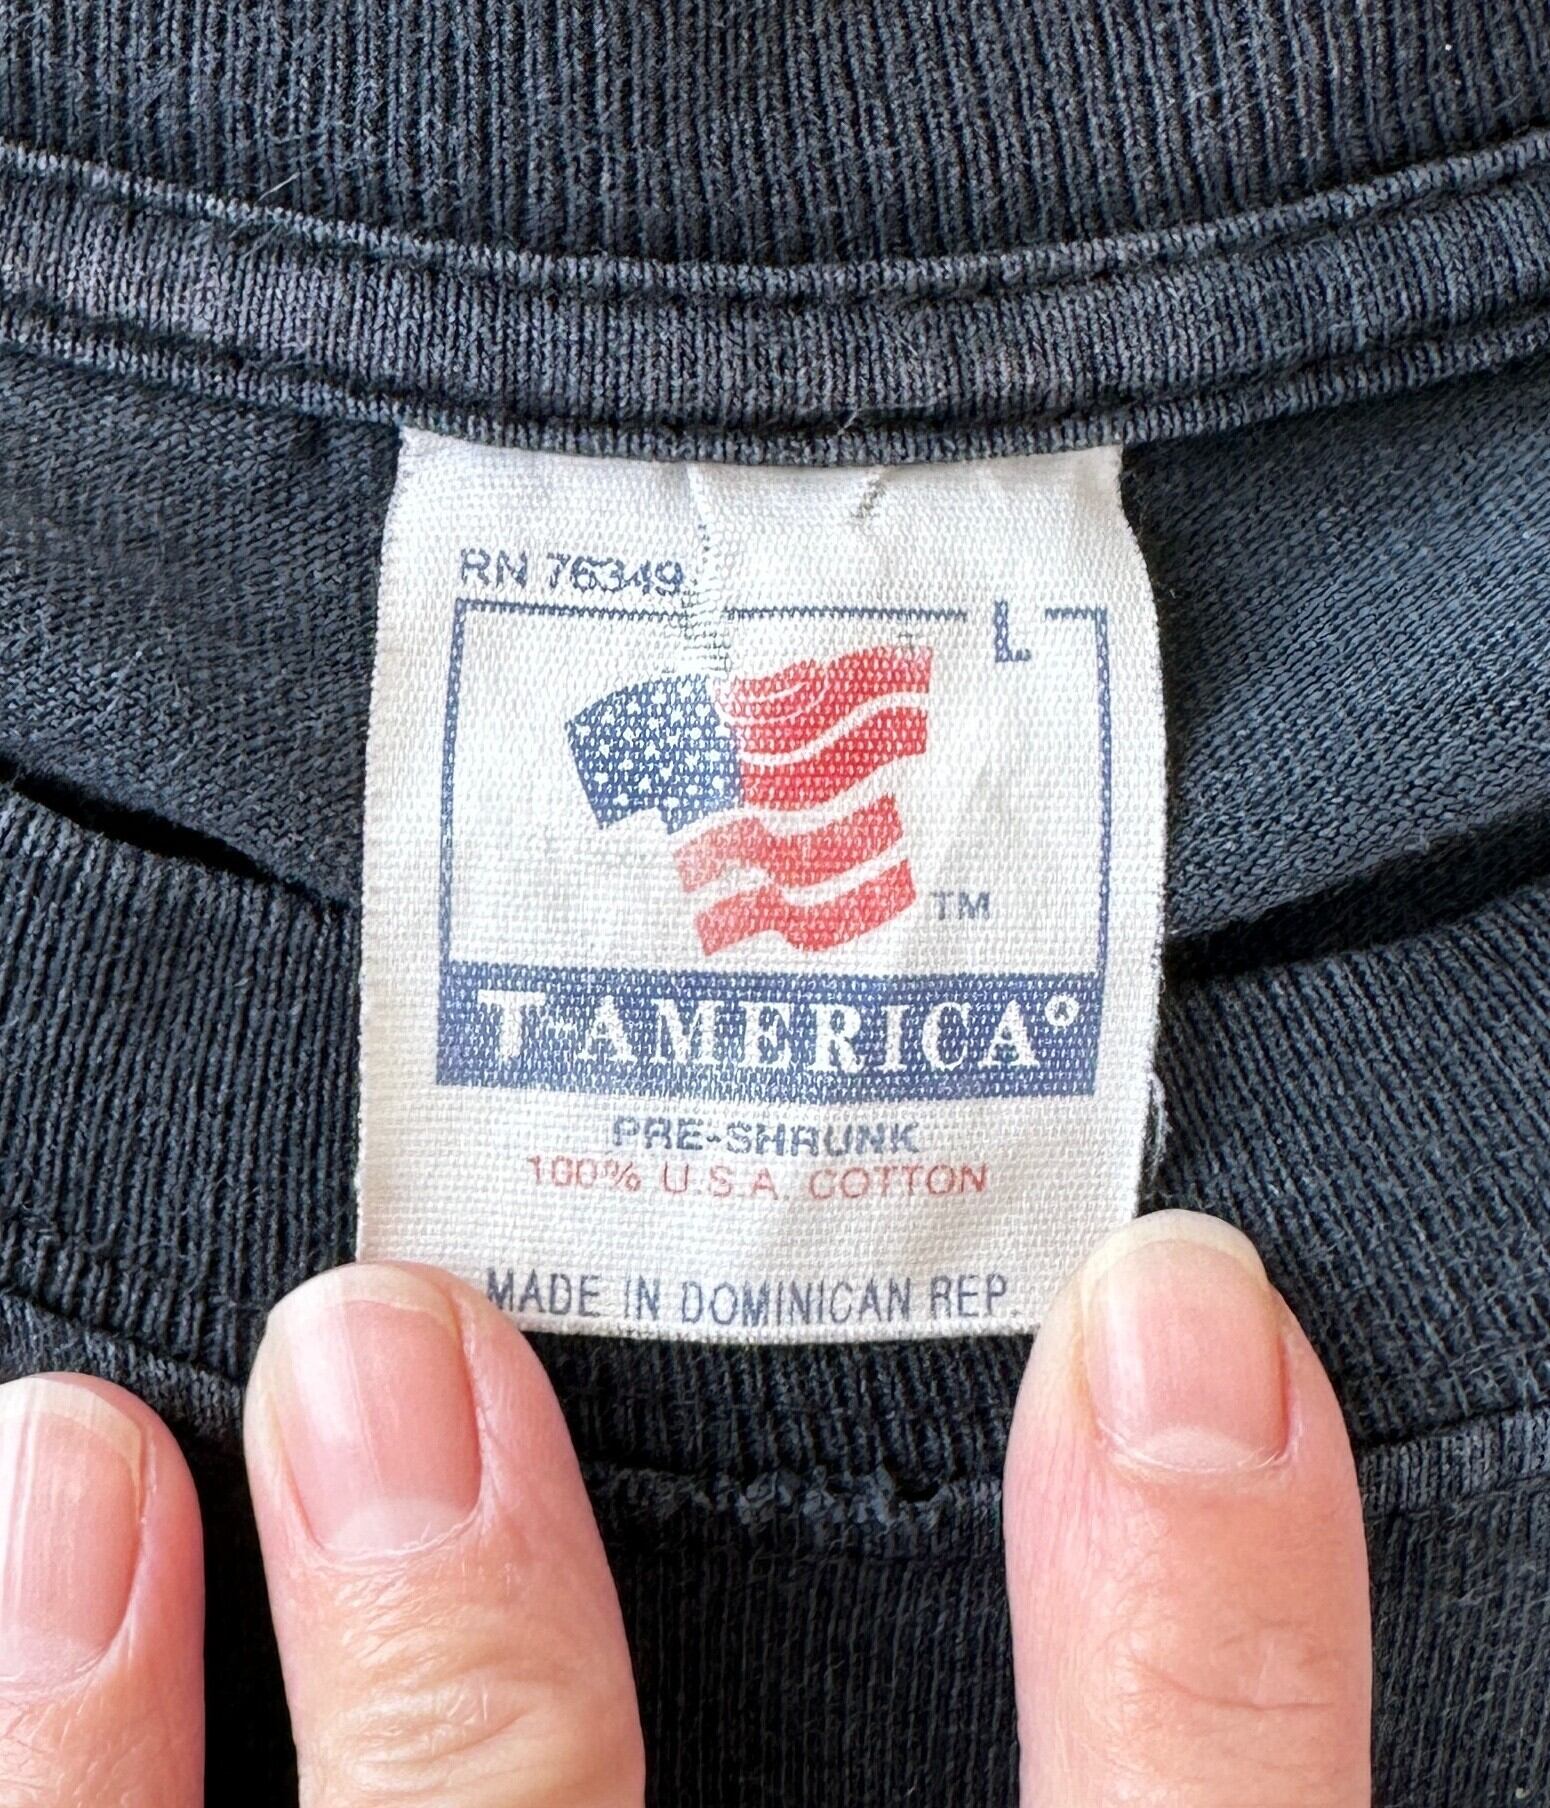 RN 76349
L
TM
T-AMERICA®
PRE-SHRUNK
100% U.S.A. COTTON
MADE IN DOMINICAN REP.